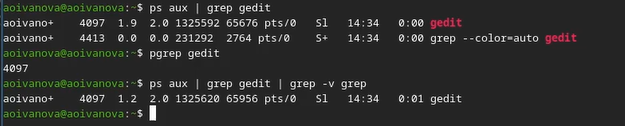 aoivanova@aoivanova:~$ ps aux | grep gedit
aoivano+    4097  1.9  2.0 1325592 65676 pts/0   Sl   14:34   0:00 gedit
aoivano+    4413  0.0  0.0 231292  2764 pts/0    S+   14:34   0:00 grep --color=auto gedit
aoivanova@aoivanova:~$ pgrep gedit
4097
aoivanova@aoivanova:~$ ps aux | grep gedit | grep -v grep
aoivano+    4097  1.2  2.0 1325620 65956 pts/0   Sl   14:34   0:01 gedit
aoivanova@aoivanova:~$